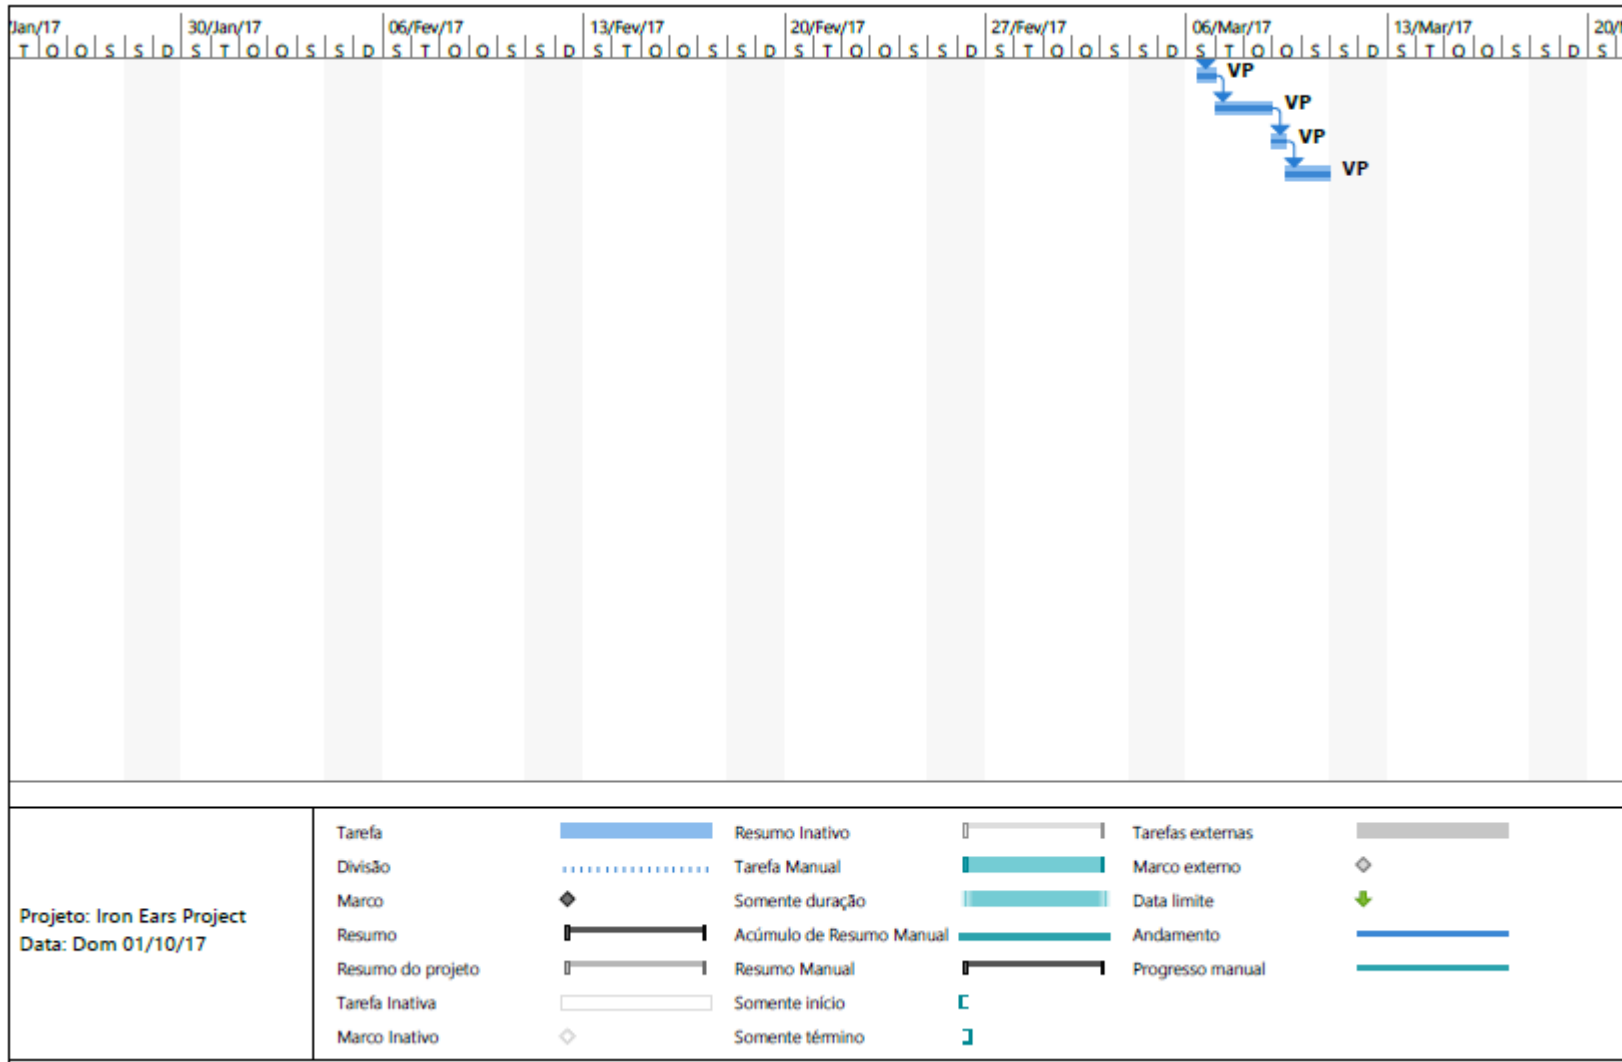 Jan/17 30/Jan/17 06/Fev/17 13/Fev/17 20/Fev/17 27/Fev/17 06/Mar/17 13/Mar/17 20/
T Q Q S S D S T Q Q S S D S T Q Q S S D S T Q Q S S D S T Q Q S S D S T Q Q S S D S T Q Q S S D S T Q Q S S D S
VP
VP
VP
VP
Projeto: Iron Ears Project
Data: Dom 01/10/17
Tarefa
Divisão
Marco
Resumo
Resumo do projeto
Tarefa Inativa
Marco Inativo
Resumo Inativo
Tarefa Manual
Somente duração
Acúmulo de Resumo Manual
Resumo Manual
Somente início
Somente término
Tarefas externas
Marco externo
Data limite
Andamento
Progresso manual